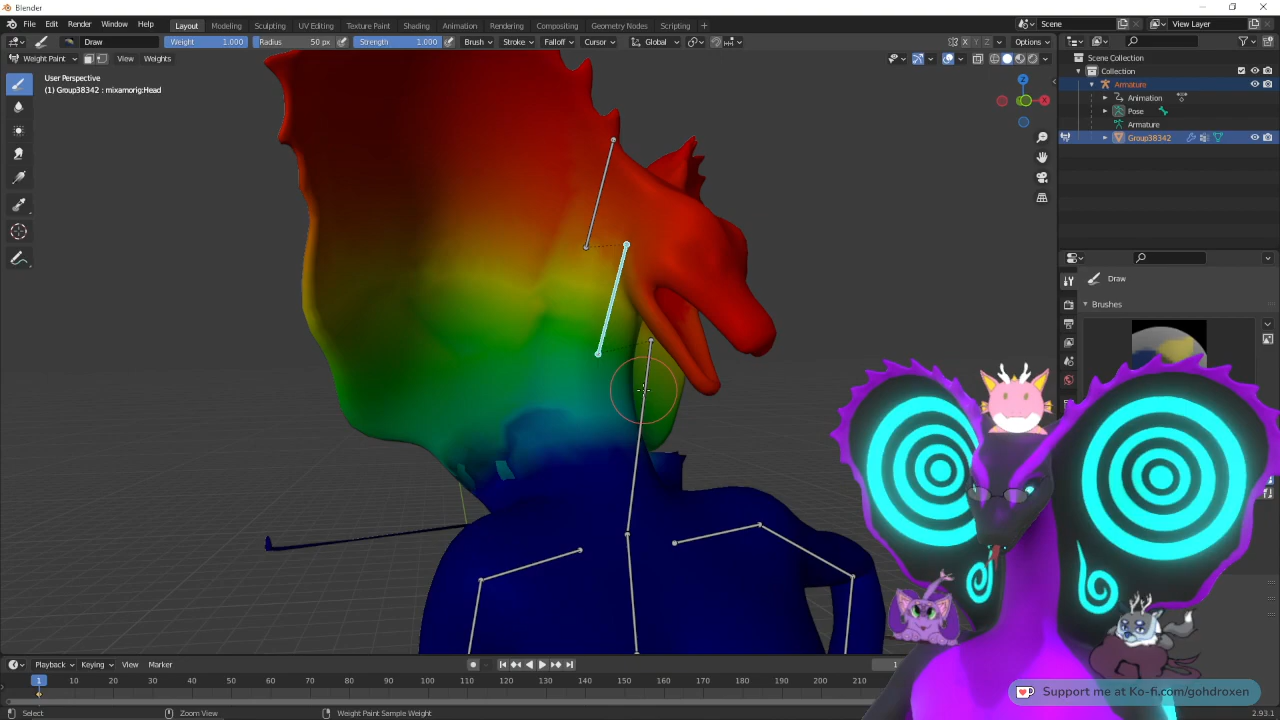 Blender
File Edit Render Window Help Layout Modeling Sculpting UV Editing Texture Paint Shading Animation Rendering Compositing Geometry Nodes Scripting + Scene View Layer
Draw Weight 1.000 Radius 50 px Strength 1.000 Brush Stroke Falloff Cursor Global X Y Z Options
Weight Paint View Weights
User Perspective
(1) Group38342 : mixamorig:Head
Scene Collection
Collection
Armature
Animation
Pose
Armature
Group38342
Z
X
Draw
Brushes
Playback Keying View Marker 1
1 10 20 30 40 50 60 70 80 90 100 110 120 130 140 150 160 170 180 190 200 210
Support me at Ko-fi.com/gohdroxen
Select Zoom View Weight Paint Sample Weight 2.93.1